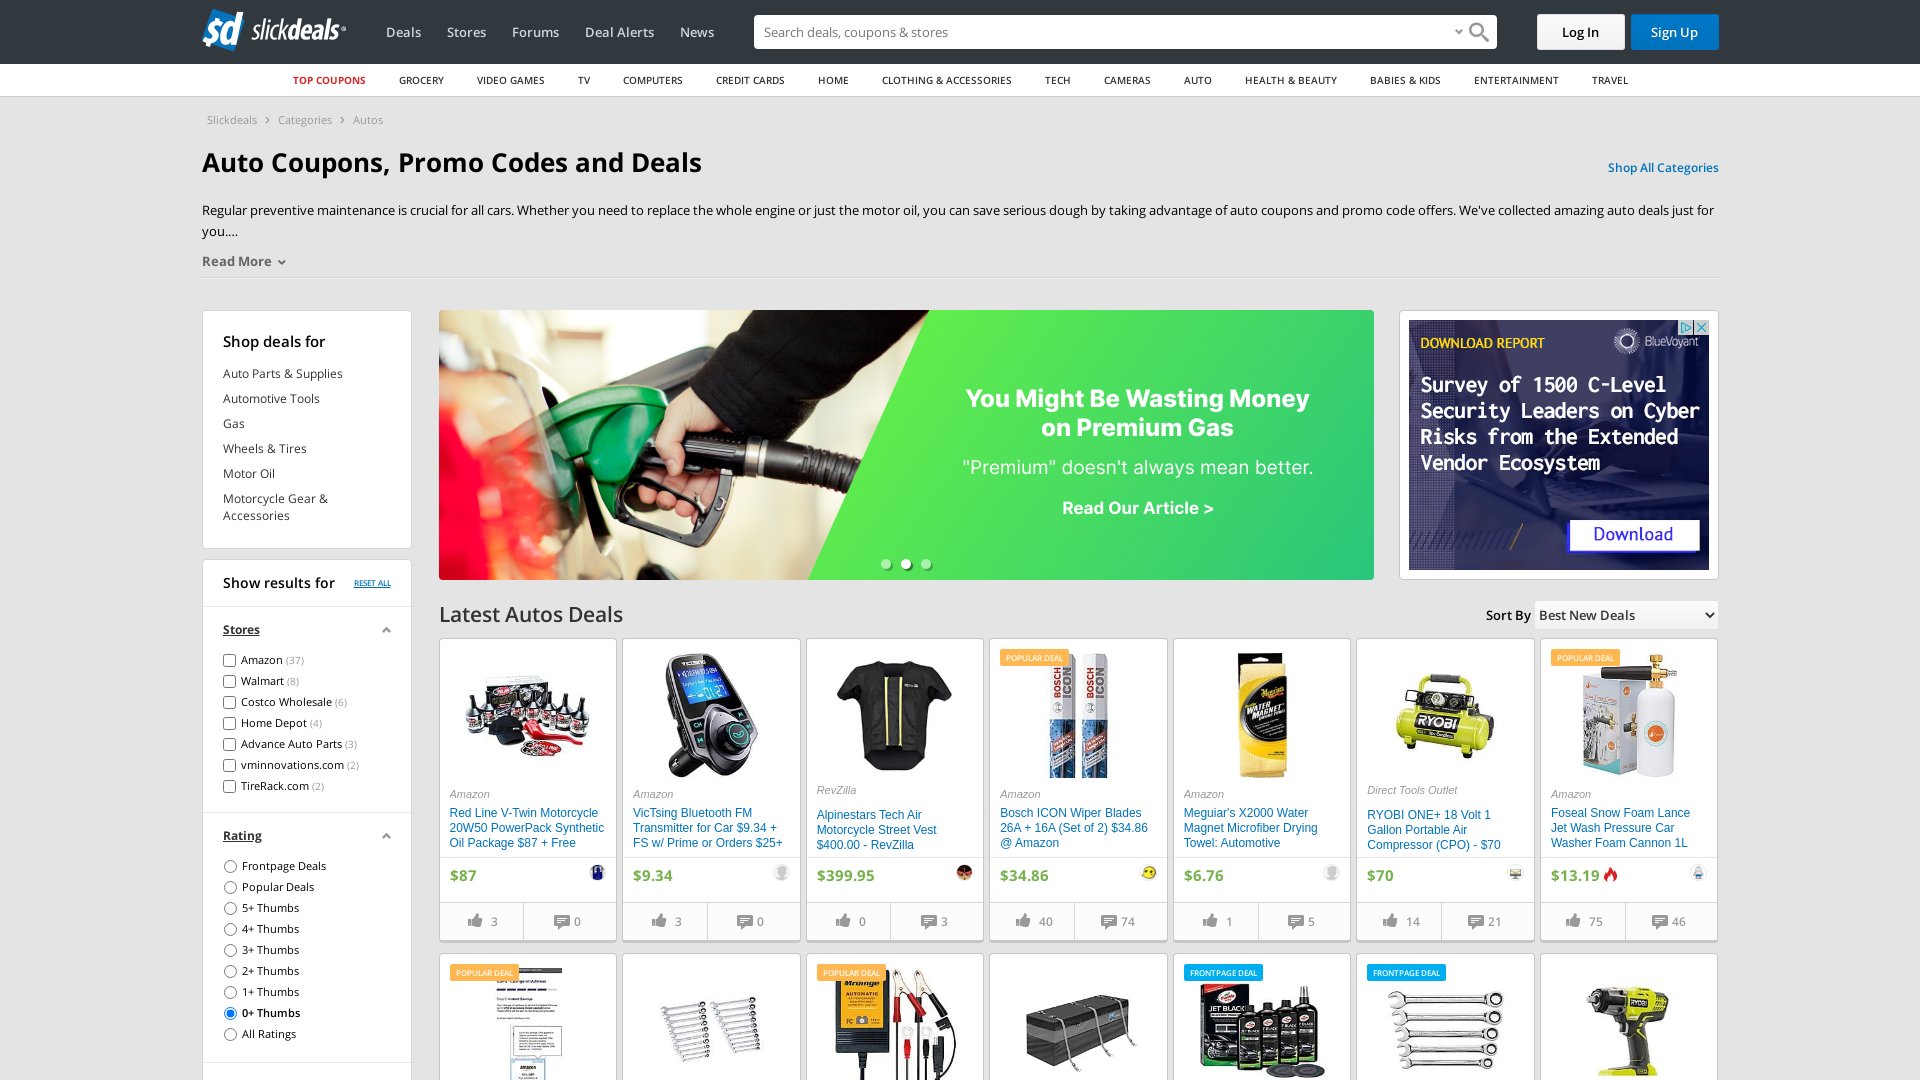 slickdeals
Deals
Stores
Forums
Deal Alerts
News
Search deals, coupons & stores
Log In
Sign Up
TOP COUPONS
GROCERY
VIDEO GAMES
TV
COMPUTERS
CREDIT CARDS
HOME
CLOTHING & ACCESSORIES
TECH
CAMERAS
AUTO
HEALTH & BEAUTY
BABIES & KIDS
ENTERTAINMENT
TRAVEL
Slickdeals
Categories
Autos
Auto Coupons, Promo Codes and Deals
Shop All Categories
Regular preventive maintenance is crucial for all cars. Whether you need to replace the whole engine or just the motor oil, you can save serious dough by taking advantage of auto coupons and promo code offers. We've collected amazing auto deals just for
you....
Read More
Shop deals for
Auto Parts & Supplies
Automotive Tools
Gas
Wheels & Tires
Motor Oil
Motorcycle Gear &
Accessories
You Might Be Wasting Money
on Premium Gas
"Premium" doesn't always mean better.
Read Our Article >
DOWNLOAD REPORT
BlueVoyant
Survey of 1500 C-Level
Security Leaders on Cyber
Risks from the Extended
Vendor Ecosystem
Download
Show results for
RESET ALL
Stores
Amazon (37)
Walmart (8)
Costco Wholesale (6)
Home Depot (4)
Advance Auto Parts (3)
vminnovations.com (2)
TireRack.com (2)
Rating
Frontpage Deals
Popular Deals
5+ Thumbs
4+ Thumbs
3+ Thumbs
2+ Thumbs
1+ Thumbs
0+ Thumbs
All Ratings
Latest Autos Deals
Sort By
Best New Deals
Amazon
Red Line V-Twin Motorcycle
20W50 PowerPack Synthetic
Oil Package $87 + Free
$87
3
0
Amazon
VicTsing Bluetooth FM
Transmitter for Car $9.34 +
FS w/ Prime or Orders $25+
$9.34
3
0
RevZilla
Alpinestars Tech Air
Motorcycle Street Vest
$400.00 - RevZilla
$399.95
0
3
POPULAR DEAL
BOSCH
ICON
BOSCH
ICON
Amazon
Bosch ICON Wiper Blades
26A + 16A (Set of 2) $34.86
@ Amazon
$34.86
40
74
Meguiar's
WATER
MAGNET
Amazon
Meguiar's X2000 Water
Magnet Microfiber Drying
Towel: Automotive
$6.76
1
5
RYOBI
Direct Tools Outlet
RYOBI ONE+ 18 Volt 1
Gallon Portable Air
Compressor (CPO) - $70
$70
14
21
POPULAR DEAL
Amazon
Foseal Snow Foam Lance
Jet Wash Pressure Car
Washer Foam Cannon 1L
$13.19
75
46
POPULAR DEAL
POPULAR DEAL
Mroinge
AUTOMATIC
FRONTPAGE DEAL
JET BLACK
FRONTPAGE DEAL
RYOBI